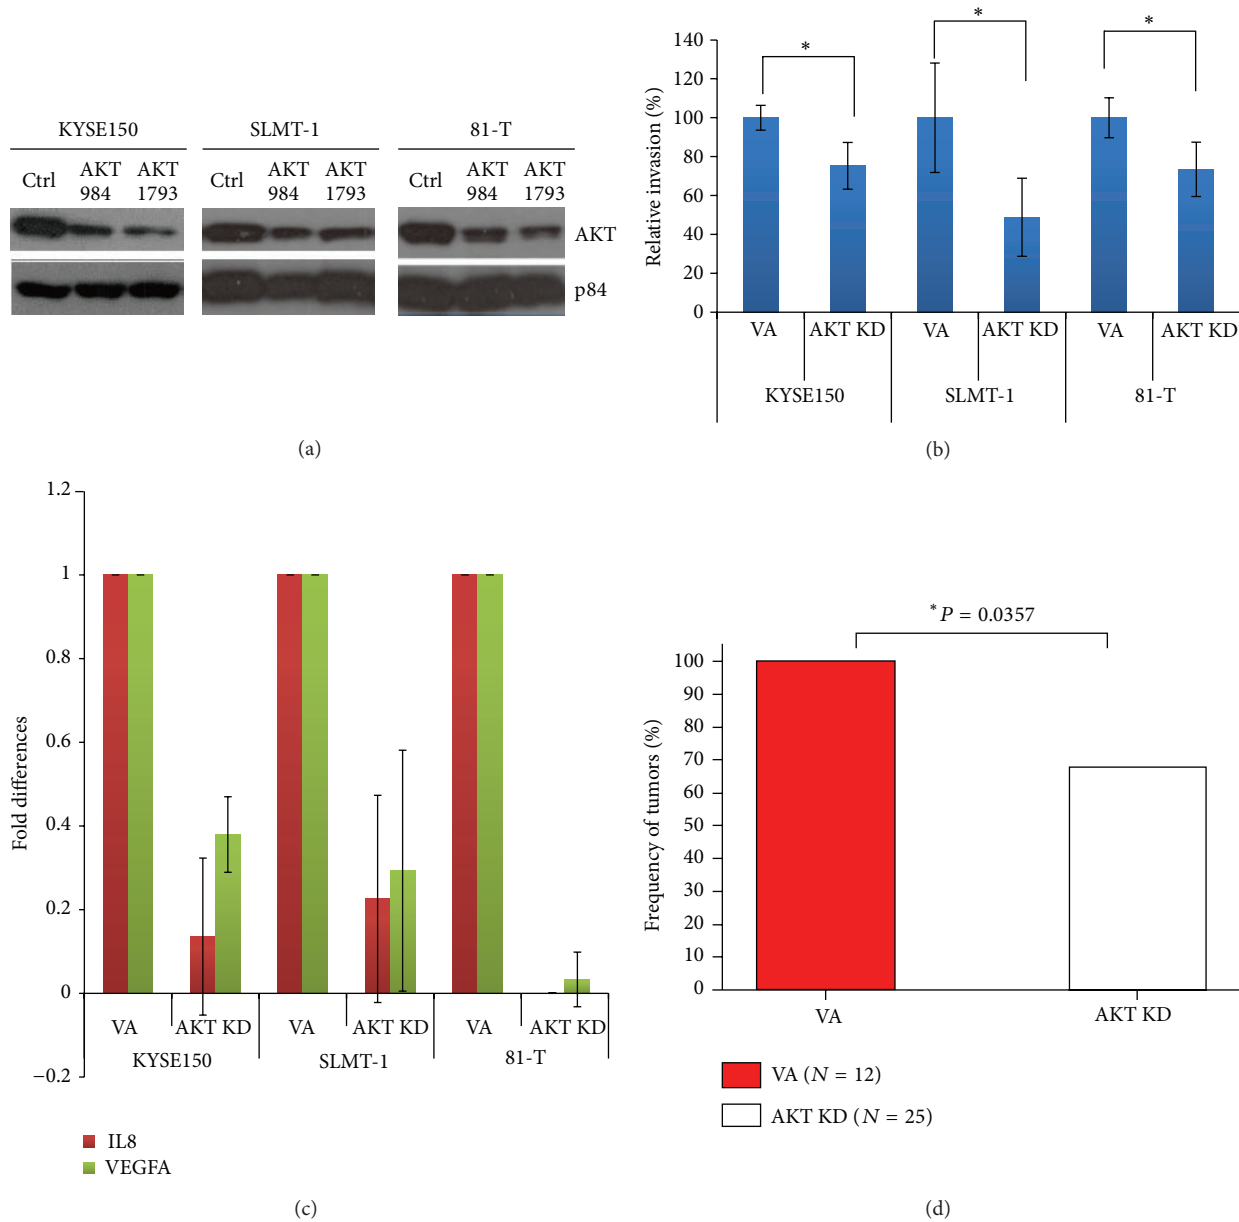 KYSE150 SLMT-1 81-T
Ctrl AKT 984 AKT 1793 Ctrl AKT 984 AKT 1793 Ctrl AKT 984 AKT 1793
AKT
p84
(a)
Relative invasion (%)
140
120
100
80
60
40
20
0
* * *
VA AKT KD VA AKT KD VA AKT KD
KYSE150 SLMT-1 81-T
(b)
Fold differences
1.2
1
0.8
0.6
0.4
0.2
0
−0.2
VA AKT KD VA AKT KD VA AKT KD
KYSE150 SLMT-1 81-T
IL8
VEGFA
(c)
*P = 0.0357
Frequency of tumors (%)
100
90
80
70
60
50
40
30
20
10
0
VA AKT KD
VA (N = 12)
AKT KD (N = 25)
(d)